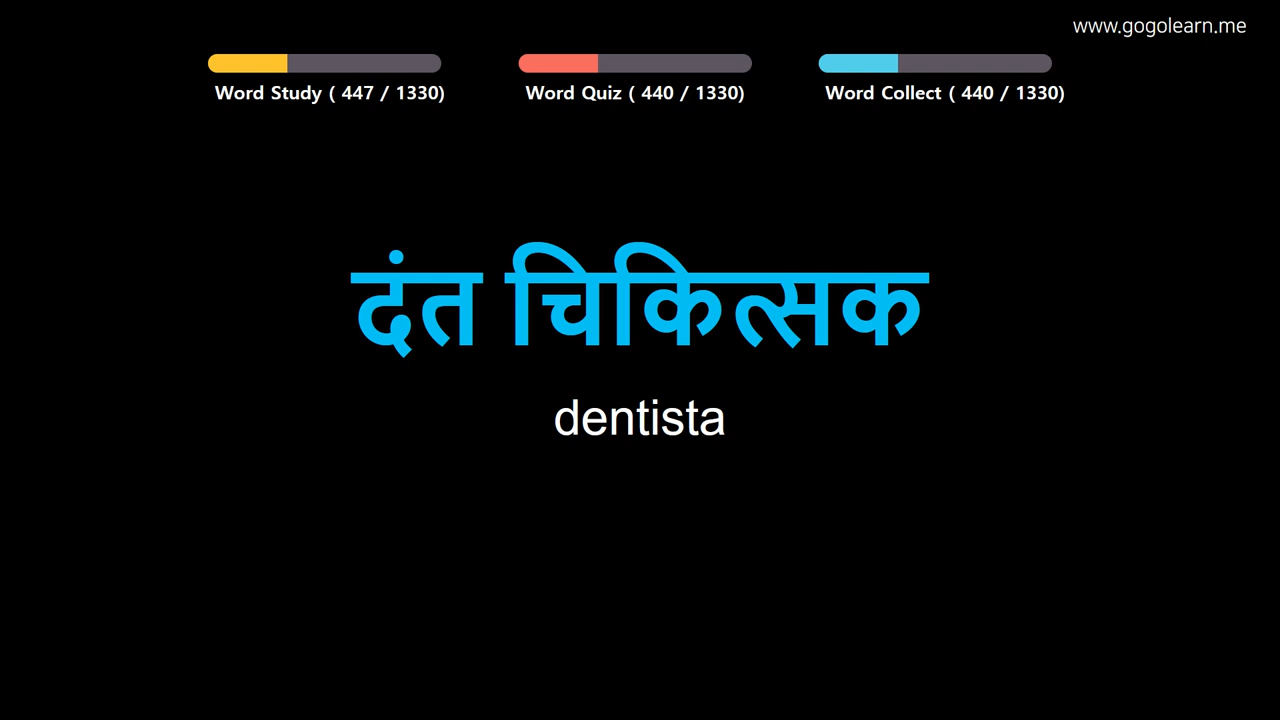 www.gogolearn.me
Word Study ( 447 / 1330) Word Quiz ( 440 / 1330) Word Collect ( 440 / 1330)
दंत चिकित्सक
dentista